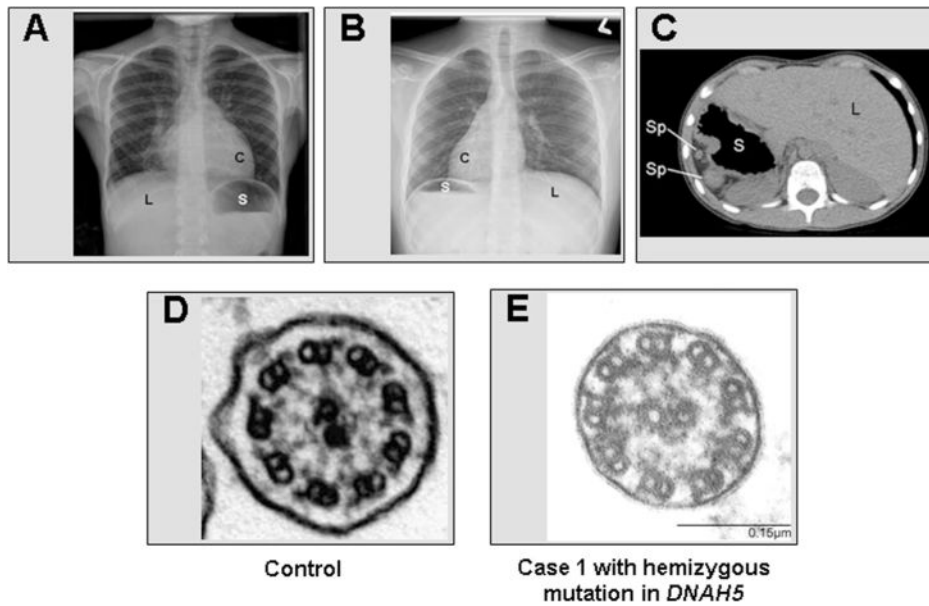 A
B
C
C
L
S
C
S
L
L
Sp
S
Sp
D
E
0.15µm
Control
Case 1 with hemizygous
mutation in DNAH5